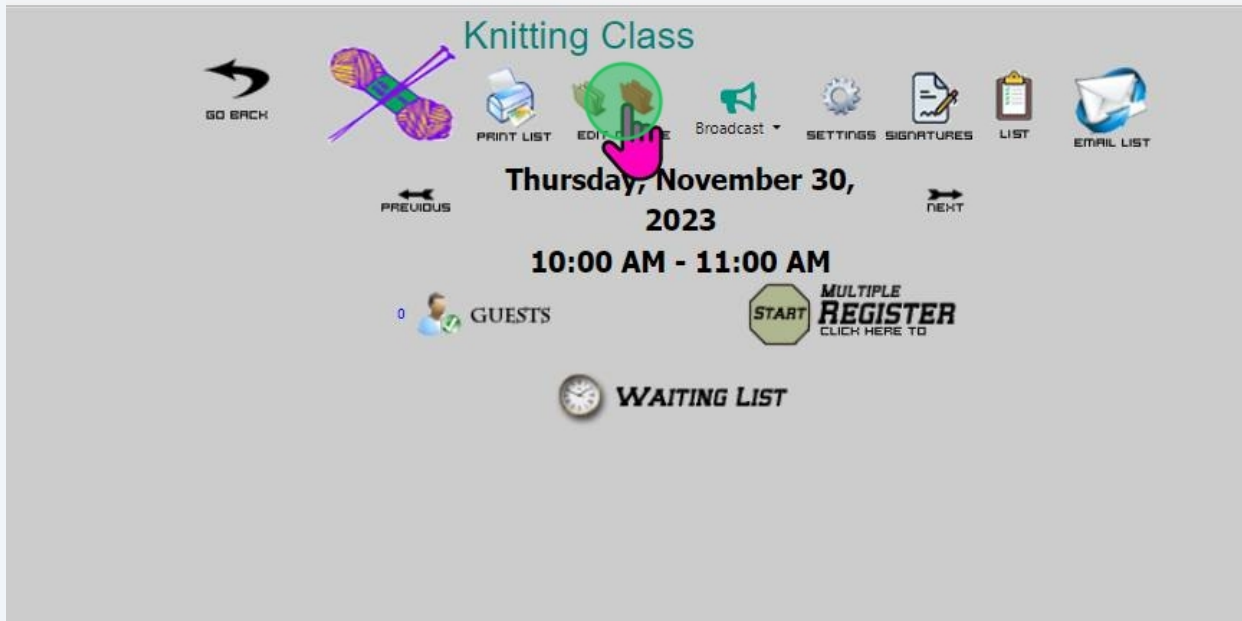 Knitting Class
GO BACK
PRINT LIST
EDIT
Broadcast
SETTINGS
SIGNATURES
LIST
EMAIL LIST
PREVIOUS
Thursday, November 30,
2023
NEXT
10:00 AM - 11:00 AM
0 GUESTS
START
MULTIPLE
REGISTER
CLICK HERE TO
WAITING LIST